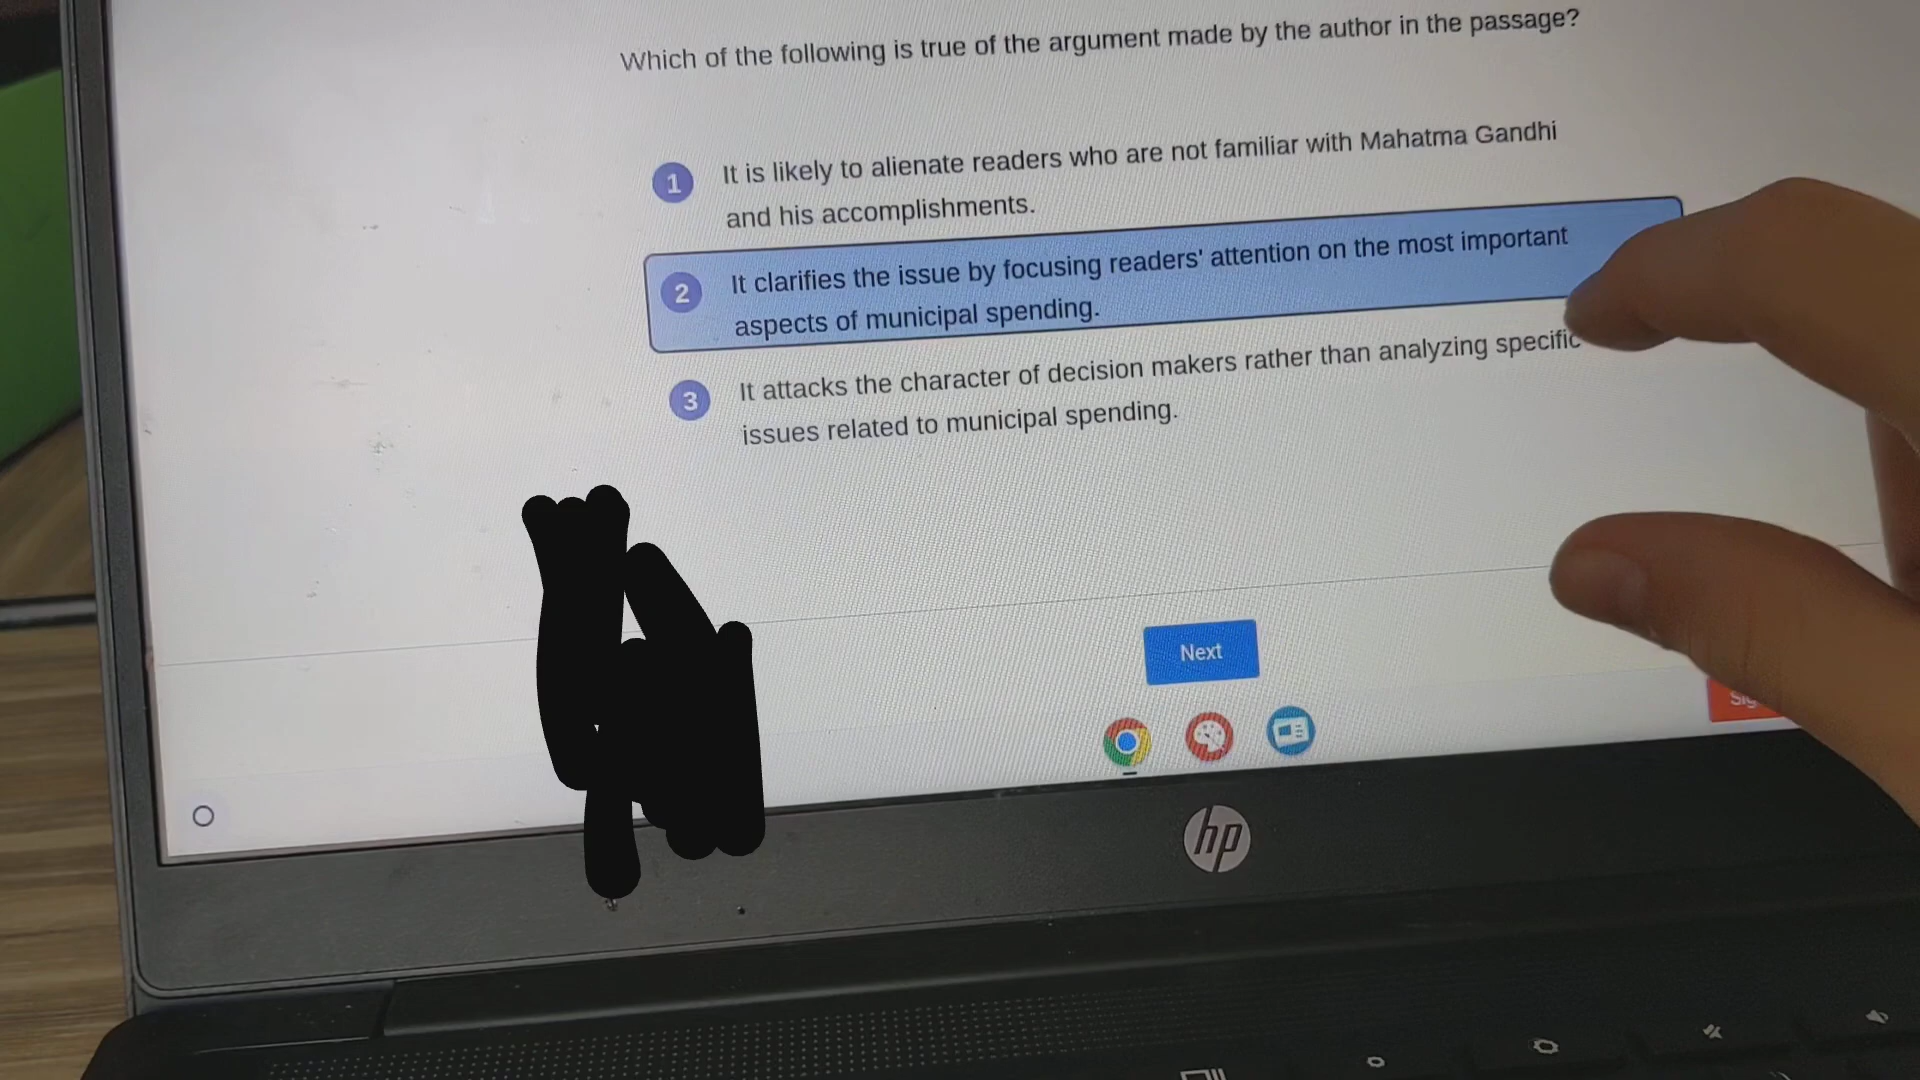 Which of the following is true of the argument made by the author in the passage?
1 It is likely to alienate readers who are not familiar with Mahatma Gandhi
and his accomplishments.
2 It clarifies the issue by focusing readers' attention on the most important
aspects of municipal spending.
3 It attacks the character of decision makers rather than analyzing specific
issues related to municipal spending.
Next
hp